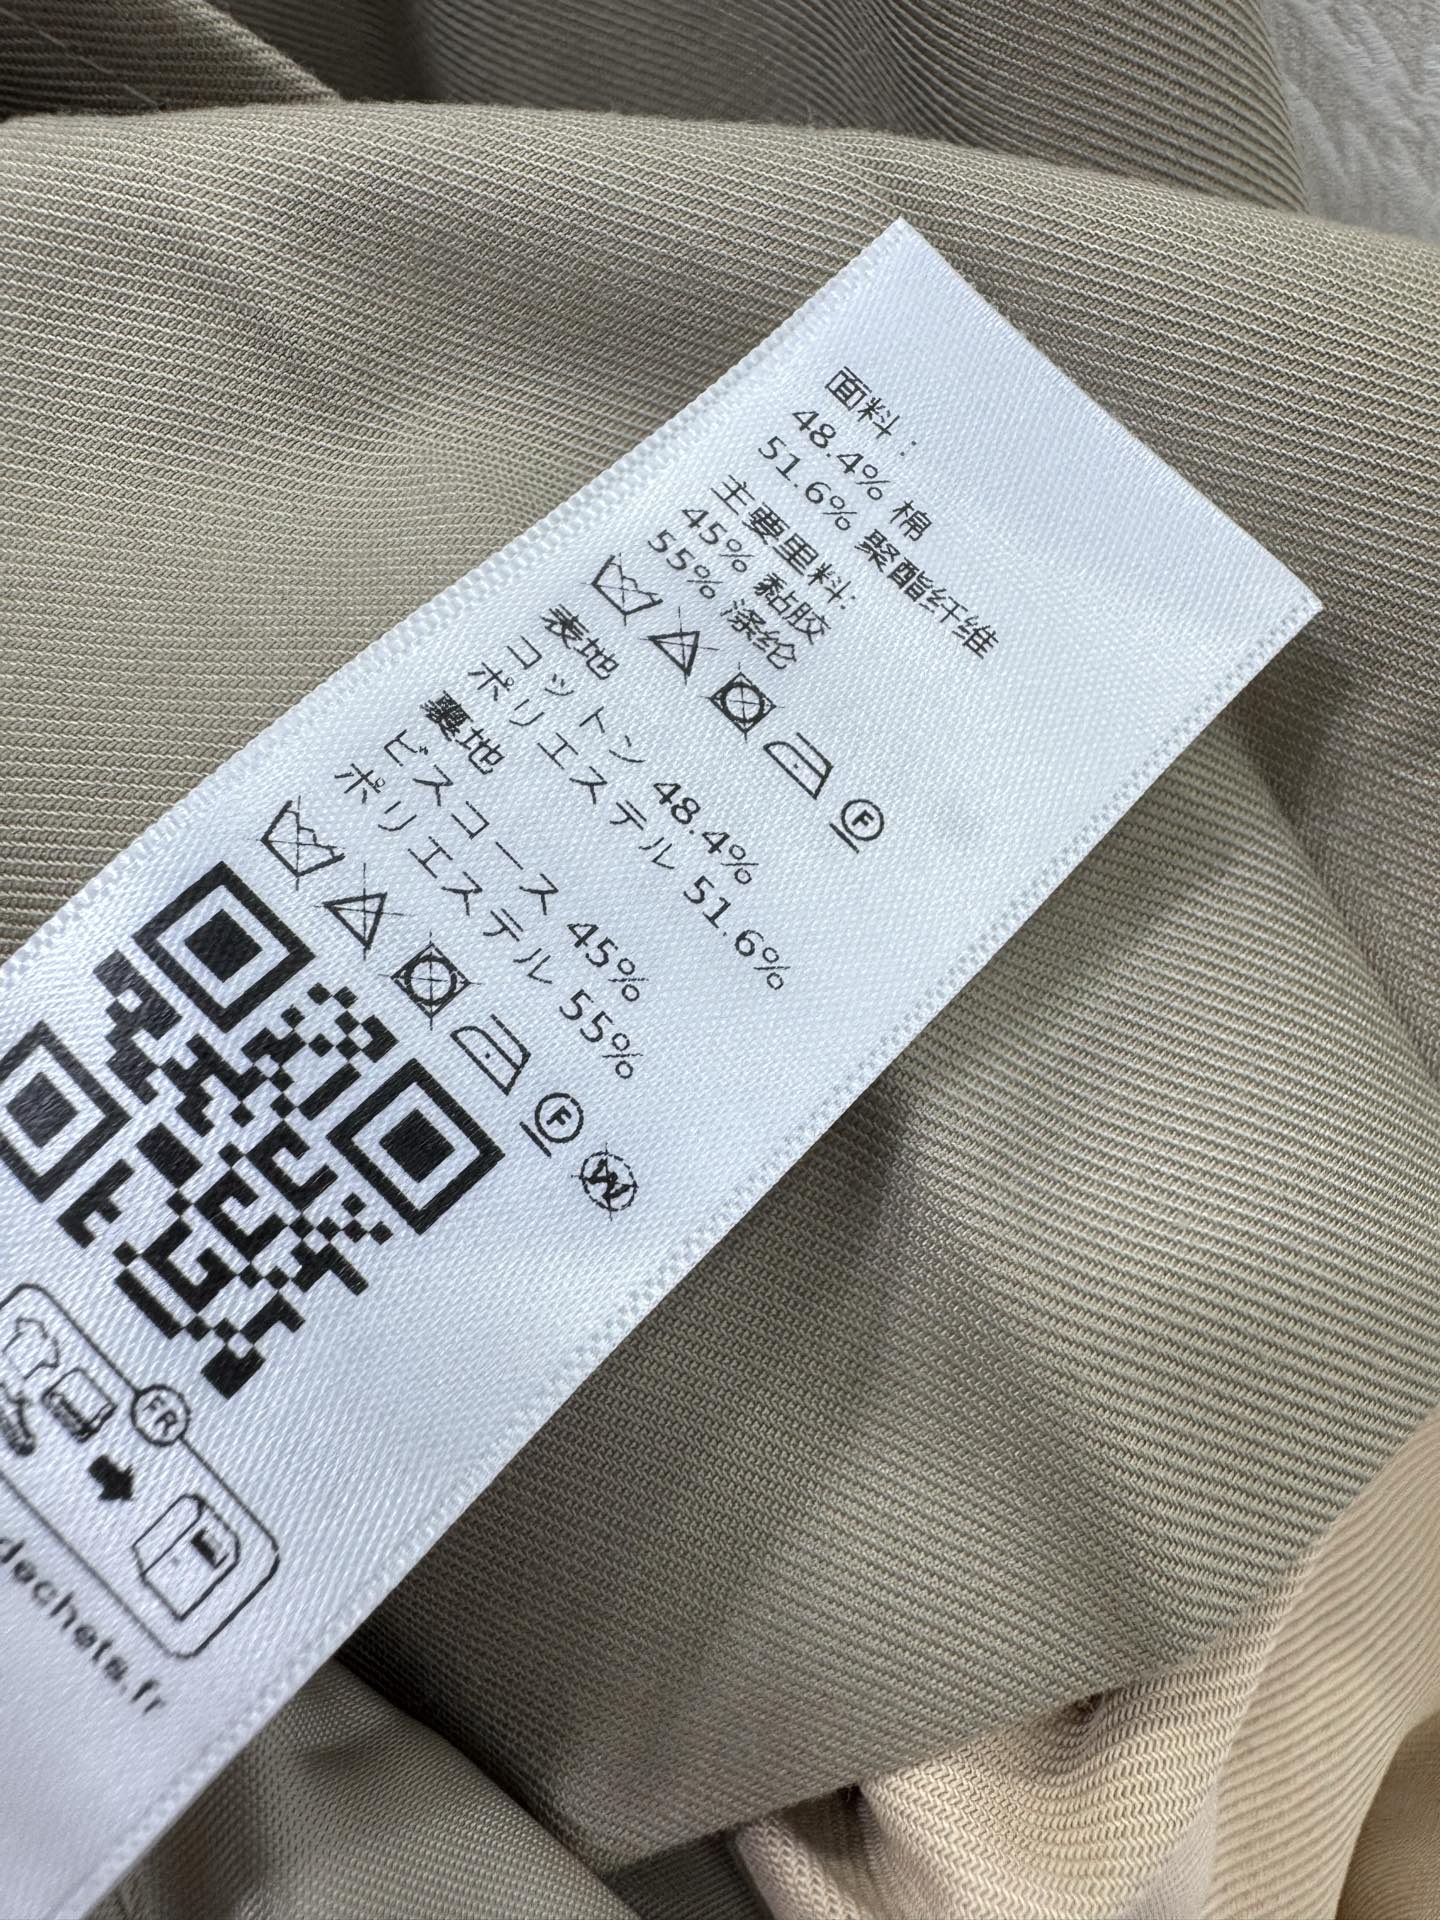 面料：
48.4% 棉
51.6% 聚酯纤维
主要里料:
45% 黏胶
55% 涤纶
F
表地
コットン 48.4%
ポリエステル 51.6%
裏地
ビスコース 45%
ポリエステル 55%
F W
FR
dechets.fr